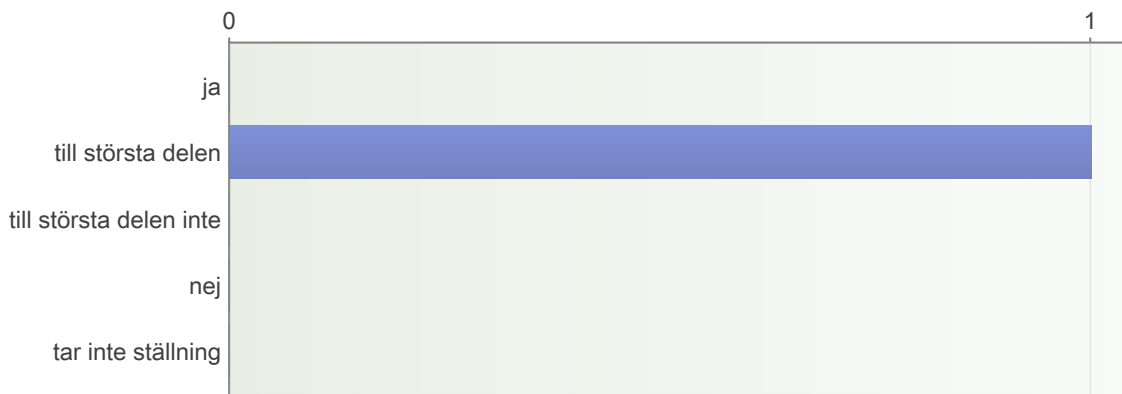 0 1
ja
till största delen
till största delen inte
nej
tar inte ställning